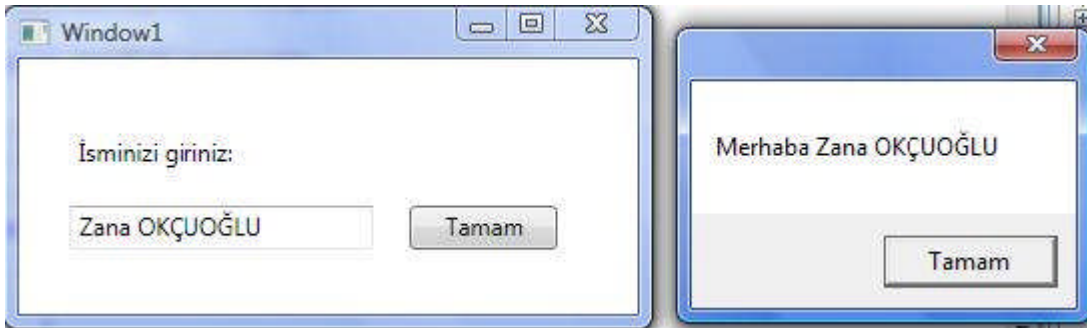 Window1
İsminizi giriniz:
Zana OKÇUOĞLU
Tamam
Merhaba Zana OKÇUOĞLU
Tamam